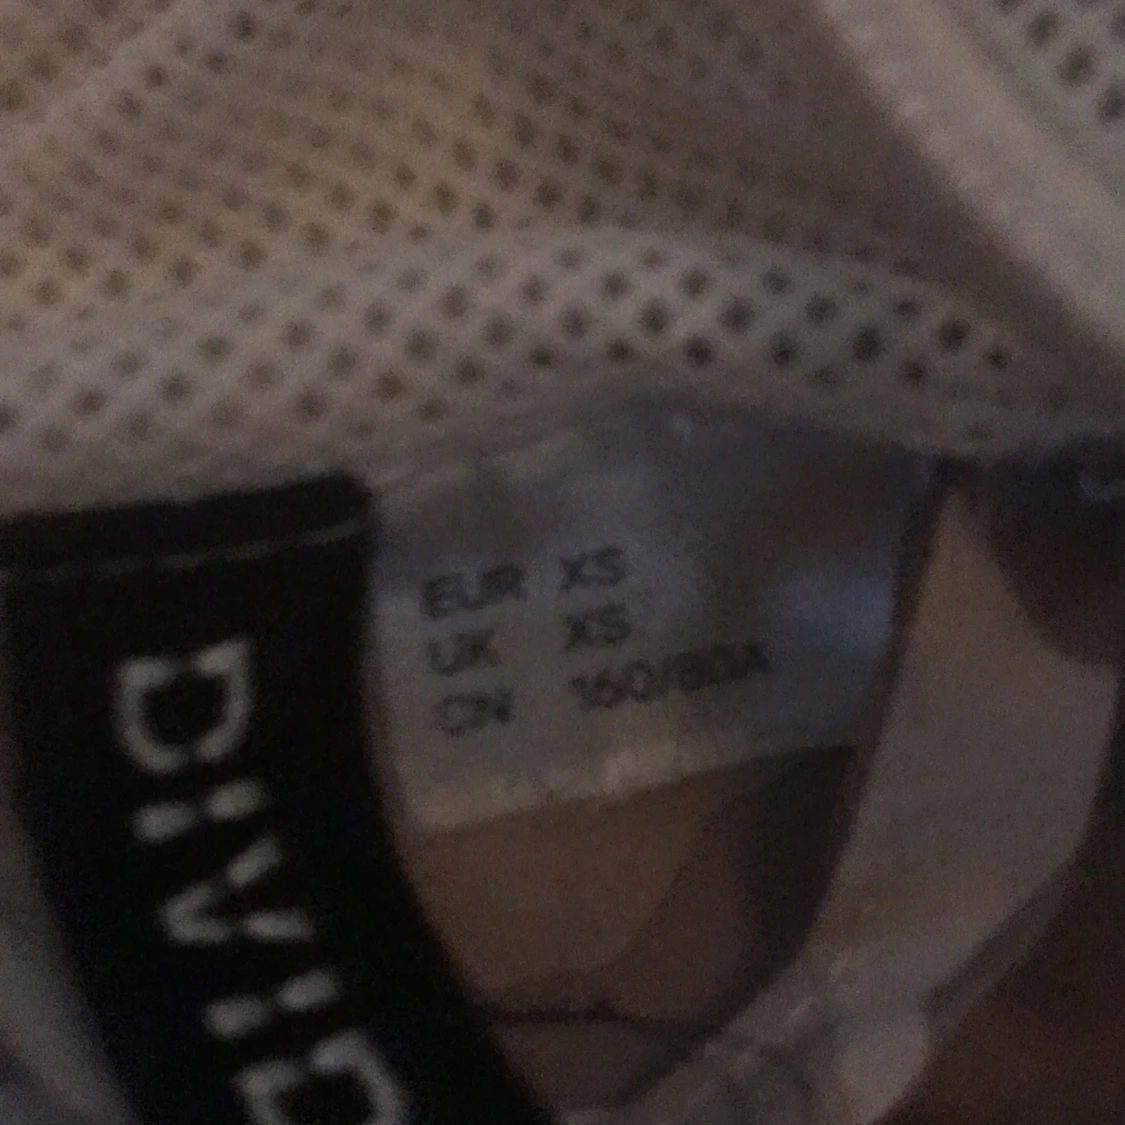 DIVID
EUR XS
UK XS
CN 160/80A